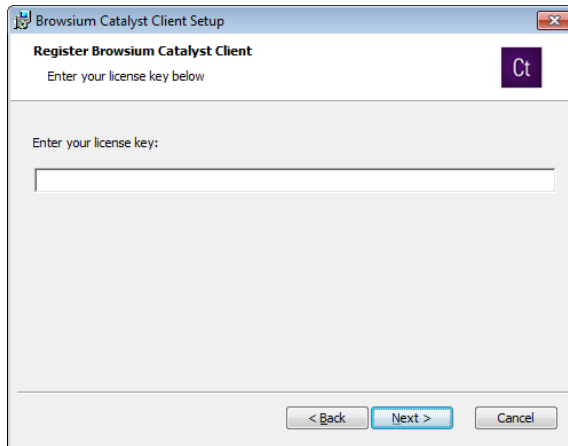 Browsium Catalyst Client Setup
Register Browsium Catalyst Client
Enter your license key below
Ct
Enter your license key:
< Back
Next >
Cancel